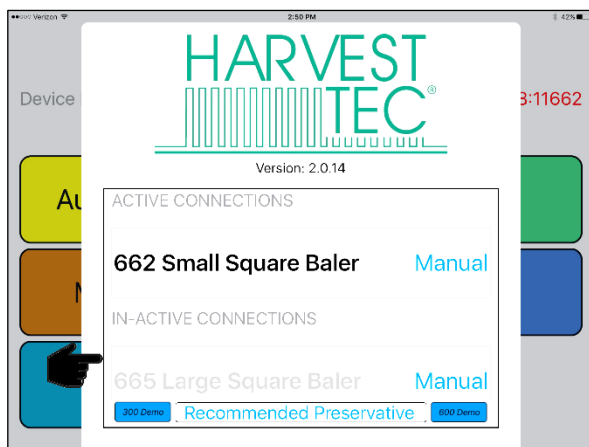 Verizon 2:50 PM 42%
HARVEST
TEC®
Device 3:11662
Version: 2.0.14
ACTIVE CONNECTIONS
662 Small Square Baler Manual
IN-ACTIVE CONNECTIONS
665 Large Square Baler Manual
300 Demo Recommended Preservative 600 Demo